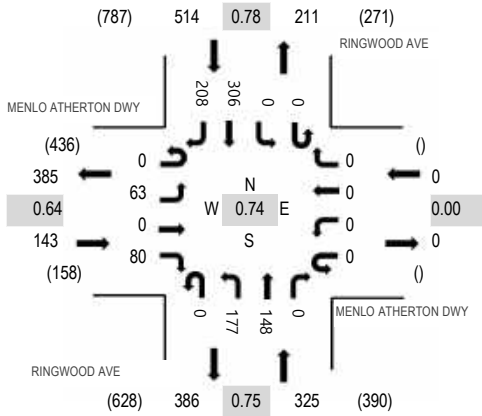 (787) 514 0.78 211 (271)
RINGWOOD AVE
208 306 0 0
MENLO ATHERTON DWY
(436) 0 0 ()
385 63 0 0
N
0.64 0 W 0.74 E 0 0.00
S
143 80 0 0
(158) ()
0 177 148 0
MENLO ATHERTON DWY
RINGWOOD AVE
(628) 386 0.75 325 (390)